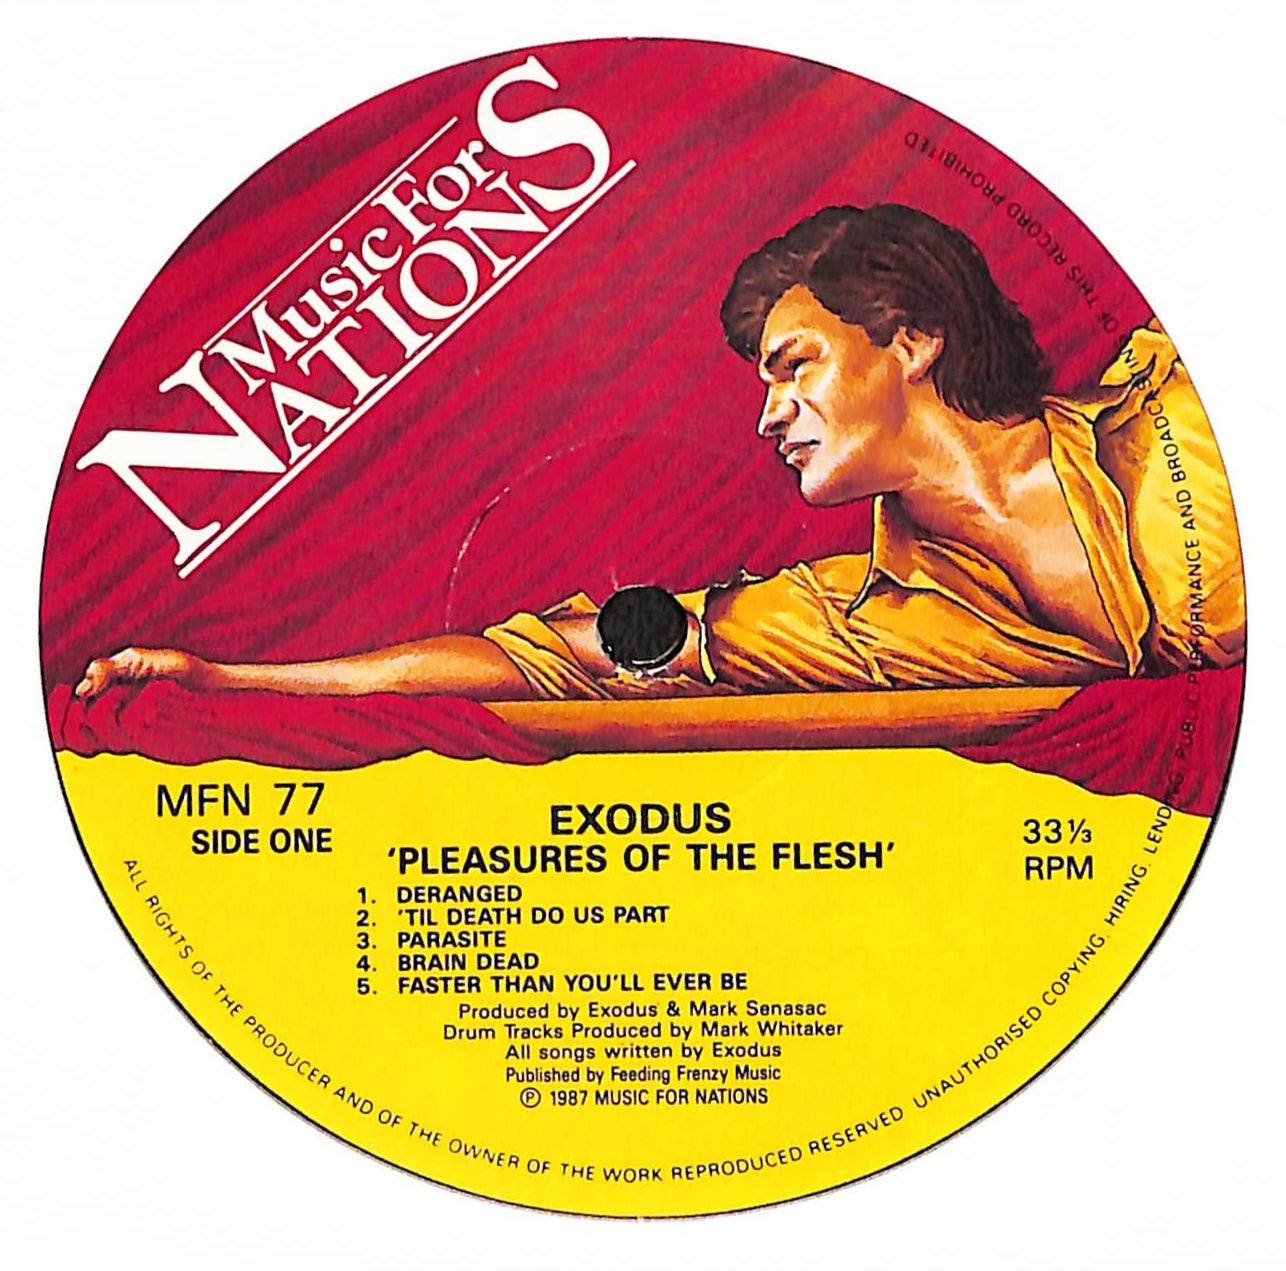 Music For
NATIONS
MFN 77
SIDE ONE
33⅓
RPM
EXODUS
'PLEASURES OF THE FLESH'
1. DERANGED
2. 'TIL DEATH DO US PART
3. PARASITE
4. BRAIN DEAD
5. FASTER THAN YOU'LL EVER BE
Produced by Exodus & Mark Senasac
Drum Tracks Produced by Mark Whitaker
All songs written by Exodus
Published by Feeding Frenzy Music
℗ 1987 MUSIC FOR NATIONS
ALL RIGHTS OF THE PRODUCER AND OF THE OWNER OF THE WORK REPRODUCED RESERVED UNAUTHORISED COPYING. HIRING. LENDING. PUBLIC PERFORMANCE AND BROADCASTING OF THIS RECORD PROHIBITED